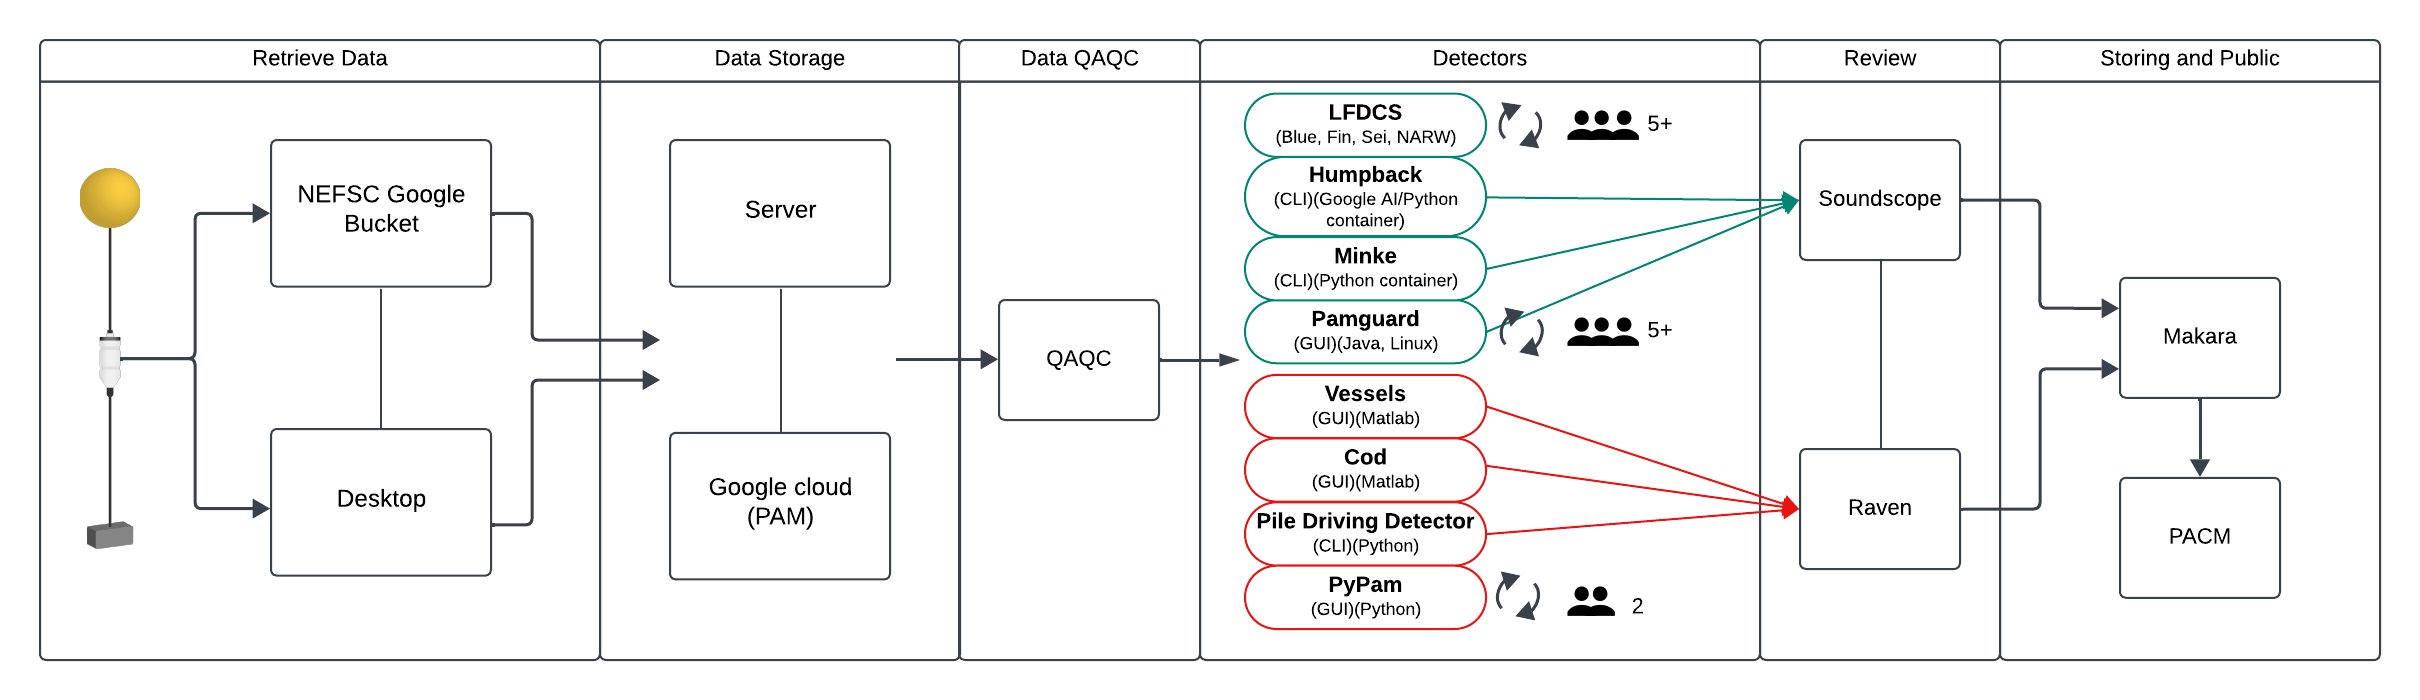 Retrieve Data
Data Storage
Data QAQC
Detectors
Review
Storing and Public
NEFSC Google
Bucket
Desktop
Server
Google cloud
(PAM)
QAQC
LFDCS
(Blue, Fin, Sei, NARW)
5+
Humpback
(CLI)(Google AI/Python
container)
Minke
(CLI)(Python container)
Pamguard
(GUI)(Java, Linux)
5+
Vessels
(GUI)(Matlab)
Cod
(GUI)(Matlab)
Pile Driving Detector
(CLI)(Python)
PyPam
(GUI)(Python)
2
Soundscope
Raven
Makara
PACM